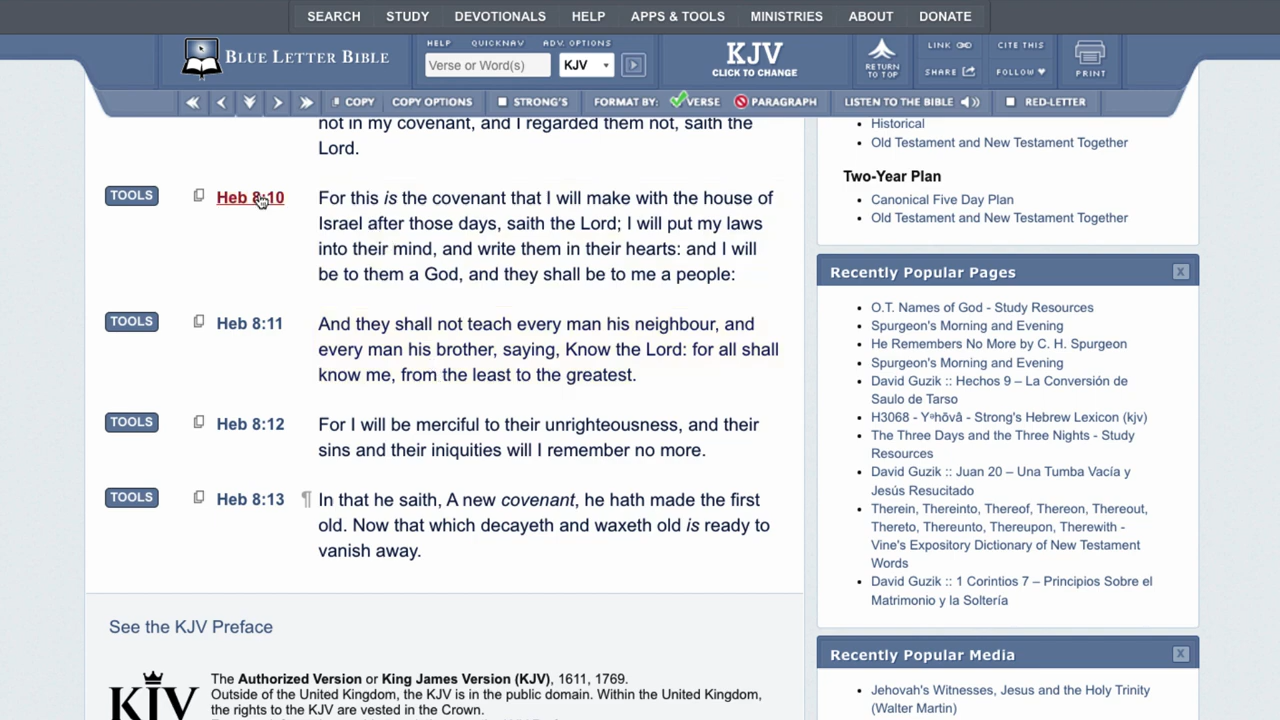 SEARCH STUDY DEVOTIONALS HELP APPS & TOOLS MINISTRIES ABOUT DONATE
BLUE LETTER BIBLE
HELP QUICKNAV ADV. OPTIONS
Verse or Word(s) KJV
KJV
CLICK TO CHANGE
RETURN
TO TOP
LINK CITE THIS
SHARE FOLLOW
PRINT
COPY COPY OPTIONS STRONG'S FORMAT BY: VERSE PARAGRAPH LISTEN TO THE BIBLE RED-LETTER
not in my covenant, and I regarded them not, saith the
Lord.
TOOLS Heb 8:10 For this is the covenant that I will make with the house of
Israel after those days, saith the Lord; I will put my laws
into their mind, and write them in their hearts: and I will
be to them a God, and they shall be to me a people:
TOOLS Heb 8:11 And they shall not teach every man his neighbour, and
every man his brother, saying, Know the Lord: for all shall
know me, from the least to the greatest.
TOOLS Heb 8:12 For I will be merciful to their unrighteousness, and their
sins and their iniquities will I remember no more.
TOOLS Heb 8:13 ¶ In that he saith, A new covenant, he hath made the first
old. Now that which decayeth and waxeth old is ready to
vanish away.
See the KJV Preface
KJV
The Authorized Version or King James Version (KJV), 1611, 1769.
Outside of the United Kingdom, the KJV is in the public domain. Within the United Kingdom,
the rights to the KJV are vested in the Crown.
Historical
Old Testament and New Testament Together
Two-Year Plan
Canonical Five Day Plan
Old Testament and New Testament Together
Recently Popular Pages X
O.T. Names of God - Study Resources
Spurgeon's Morning and Evening
He Remembers No More by C. H. Spurgeon
Spurgeon's Morning and Evening
David Guzik :: Hechos 9 – La Conversión de
Saulo de Tarso
H3068 - Yᵊhōvâ - Strong's Hebrew Lexicon (kjv)
The Three Days and the Three Nights - Study
Resources
David Guzik :: Juan 20 – Una Tumba Vacía y
Jesús Resucitado
Therein, Thereinto, Thereof, Thereon, Thereout,
Thereto, Thereunto, Thereupon, Therewith -
Vine's Expository Dictionary of New Testament
Words
David Guzik :: 1 Corintios 7 – Principios Sobre el
Matrimonio y la Soltería
Recently Popular Media X
Jehovah's Witnesses, Jesus and the Holy Trinity
(Walter Martin)